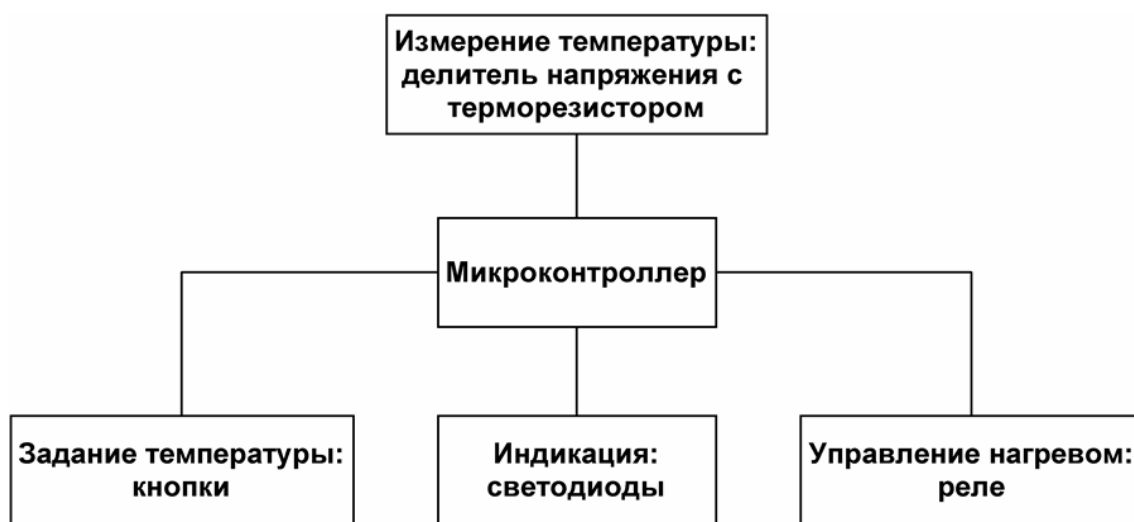 Измерение температуры:
делитель напряжения с
терморезистором
Микроконтроллер
Задание температуры:
кнопки
Индикация:
светодиоды
Управление нагревом:
реле